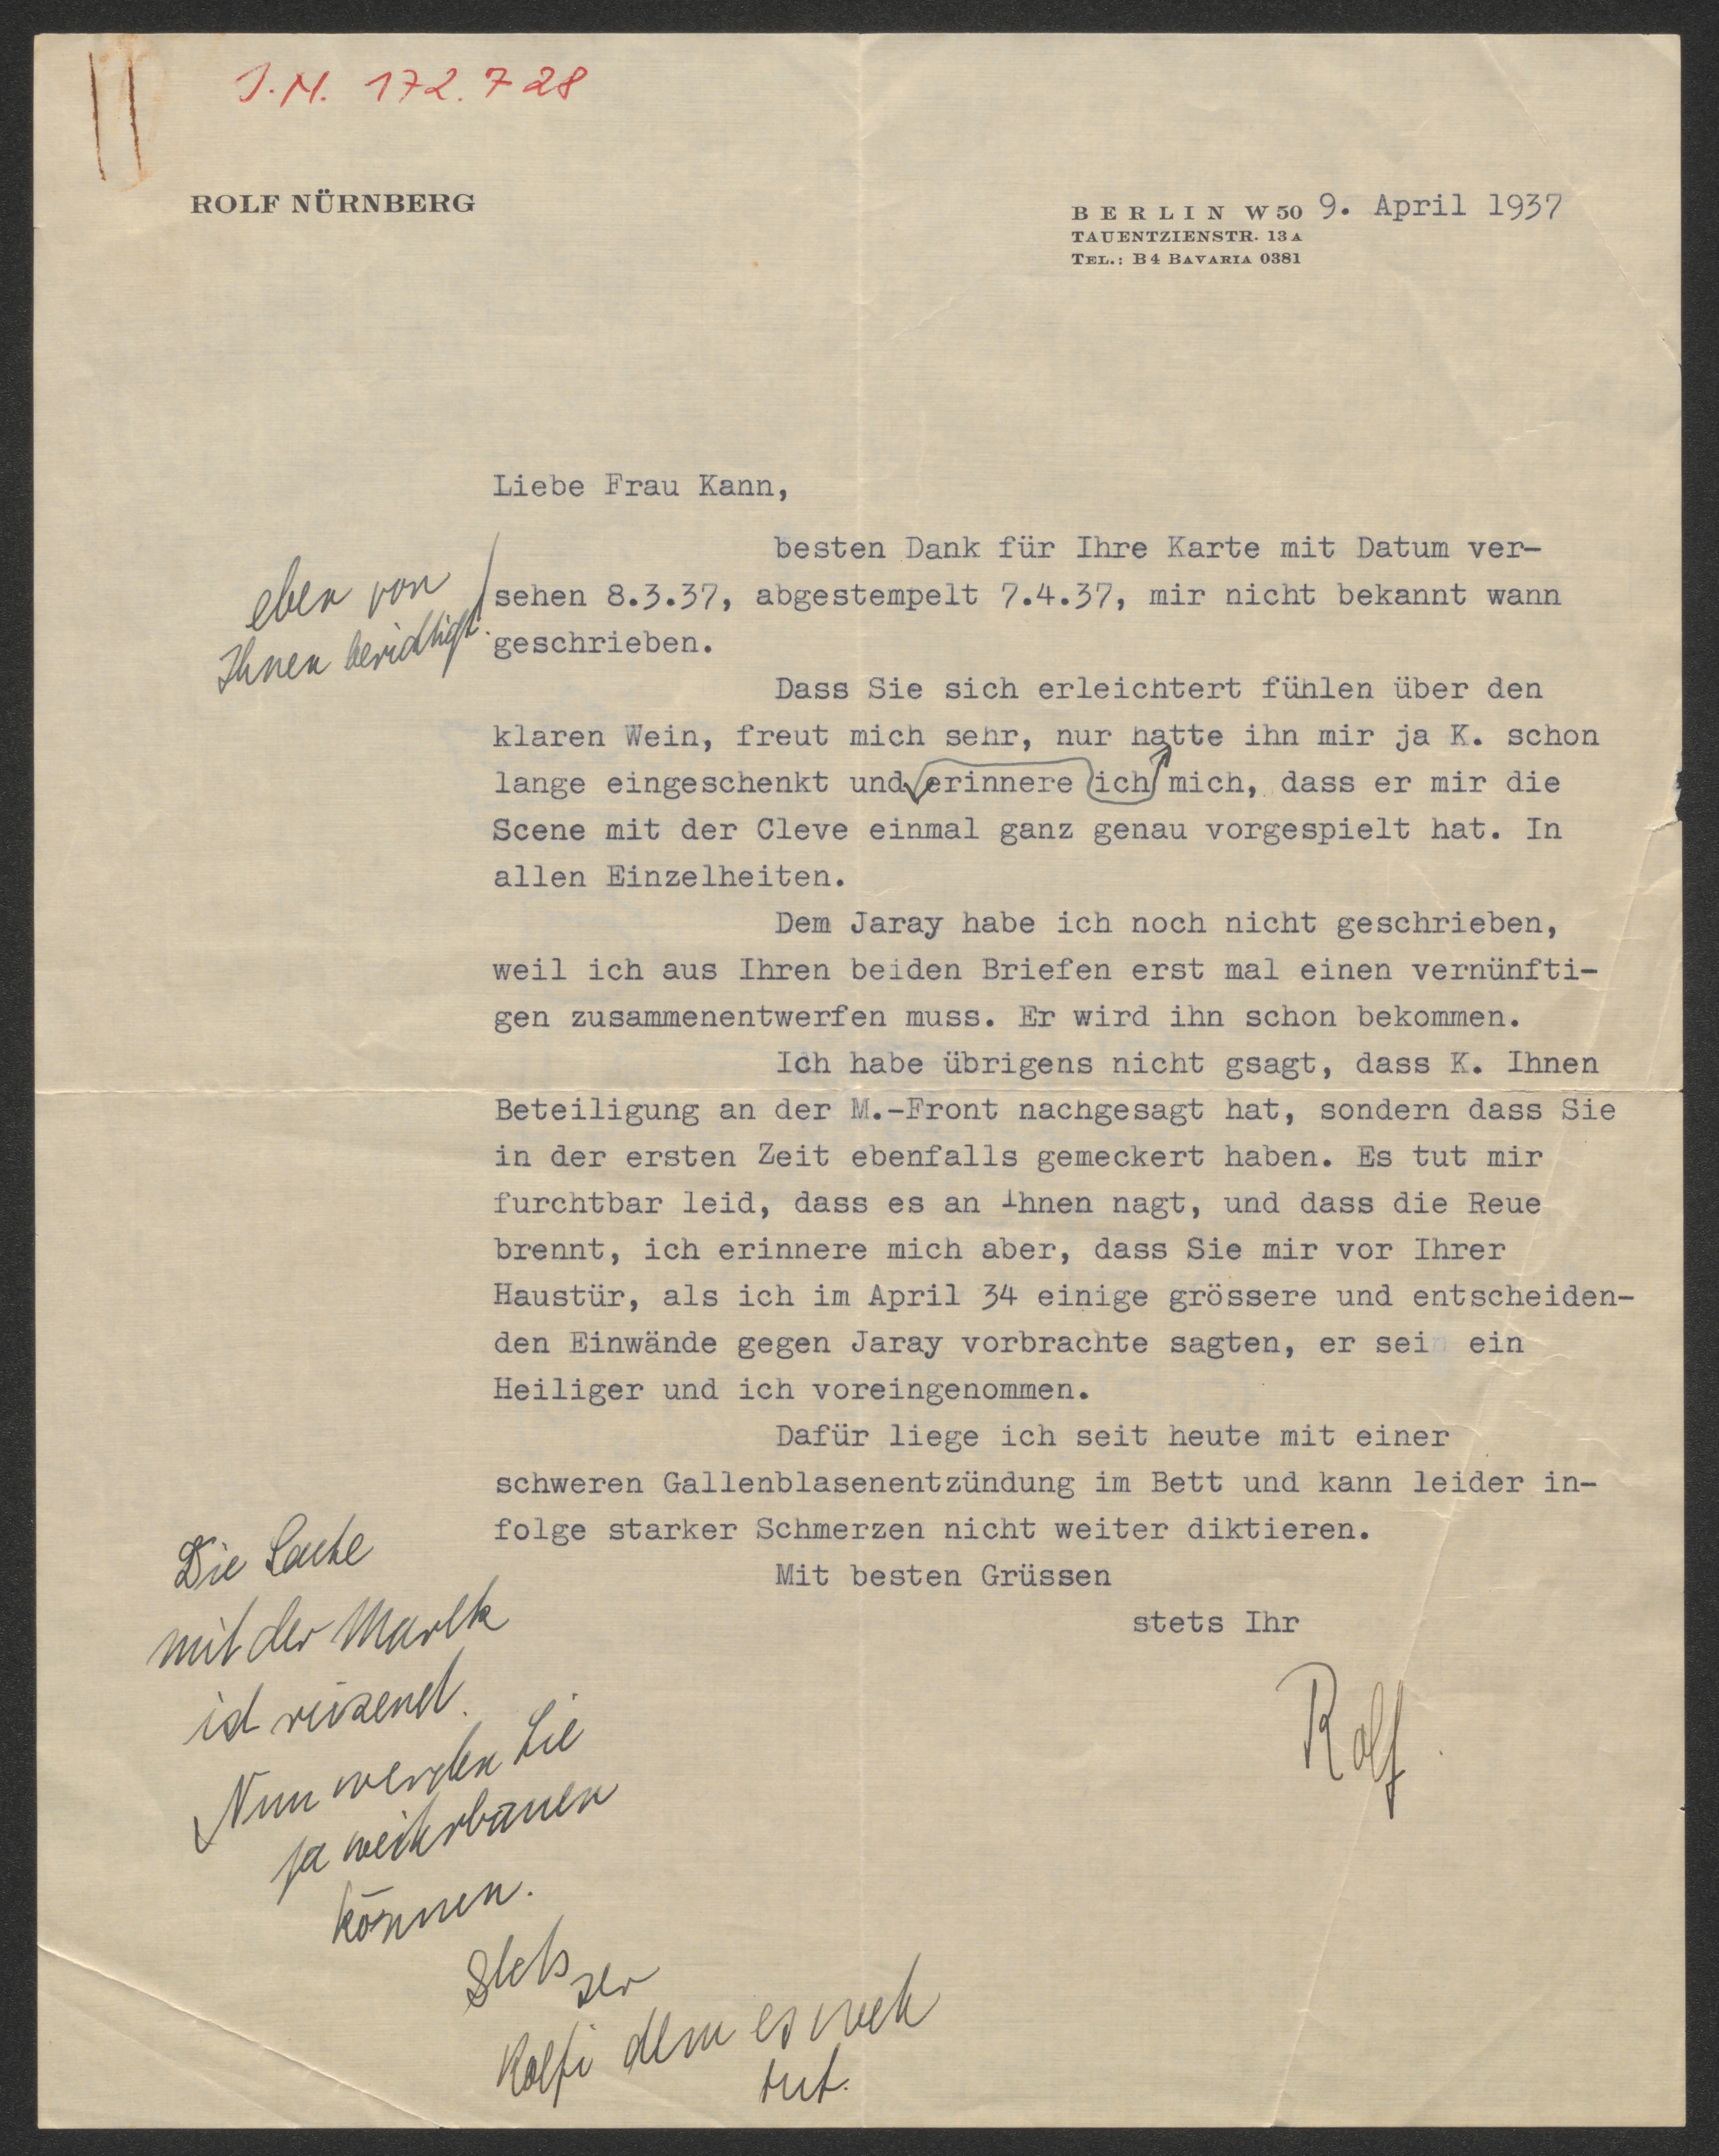 J.N. 172.728
ROLF NÜRNBERG
BERLIN W 50 9. April 1937
TAUENTZIENSTR. 13A
TEL.: B4 BAVARIA 0381
Liebe Frau Kann,
besten Dank für Ihre Karte mit Datum ver-
sehen 8.3.37, abgestempelt 7.4.37, mir nicht bekannt wann
geschrieben.
eben von
Ihnen berichtigt.
Dass Sie sich erleichtert fühlen über den
klaren Wein, freut mich sehr, nur hatte ihn mir ja K. schon
lange eingeschenkt und erinnere ich mich, dass er mir die
Scene mit der Cleve einmal ganz genau vorgespielt hat. In
allen Einzelheiten.
Dem Jaray habe ich noch nicht geschrieben,
weil ich aus Ihren beiden Briefen erst mal einen vernünfti-
gen zusammenentwerfen muss. Er wird ihn schon bekommen.
Ich habe übrigens nicht gsagt, dass K. Ihnen
Beteiligung an der M.-Front nachgesagt hat, sondern dass Sie
in der ersten Zeit ebenfalls gemeckert haben. Es tut mir
furchtbar leid, dass es an Ihnen nagt, und dass die Reue
brennt, ich erinnere mich aber, dass Sie mir vor Ihrer
Haustür, als ich im April 34 einige grössere und entscheiden-
den Einwände gegen Jaray vorbrachte sagten, er sei ein
Heiliger und ich voreingenommen.
Dafür liege ich seit heute mit einer
schweren Gallenblasenentzündung im Bett und kann leider in-
folge starker Schmerzen nicht weiter diktieren.
Mit besten Grüssen
stets Ihr
Rolf.
Die Sache
mit der
ist reizend.
Nun werden Sie
ja weiterbauen
können.
Stets
der
Rolfi dem es weh
tut.